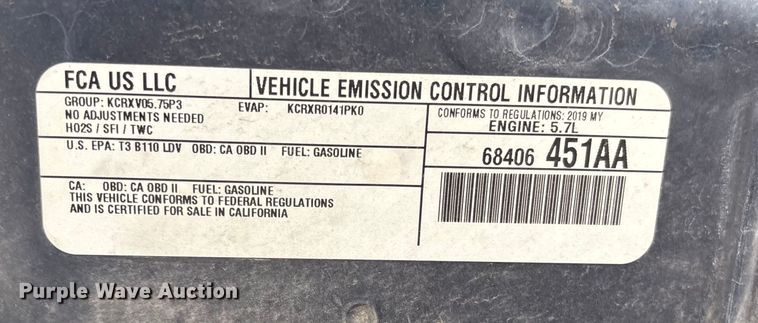 FCA US LLC
VEHICLE EMISSION CONTROL INFORMATION
GROUP: KCRXV05.75P3 EVAP: KCRXR0141PK0
NO ADJUSTMENTS NEEDED
HO2S / SFI / TWC
CONFORMS TO REGULATIONS: 2019 MY
ENGINE: 5.7L
U.S. EPA: T3 B110 LDV OBD: CA OBD II FUEL: GASOLINE
68406 451AA
CA: OBD: CA OBD II FUEL: GASOLINE
THIS VEHICLE CONFORMS TO FEDERAL REGULATIONS
AND IS CERTIFIED FOR SALE IN CALIFORNIA
Purple Wave Auction